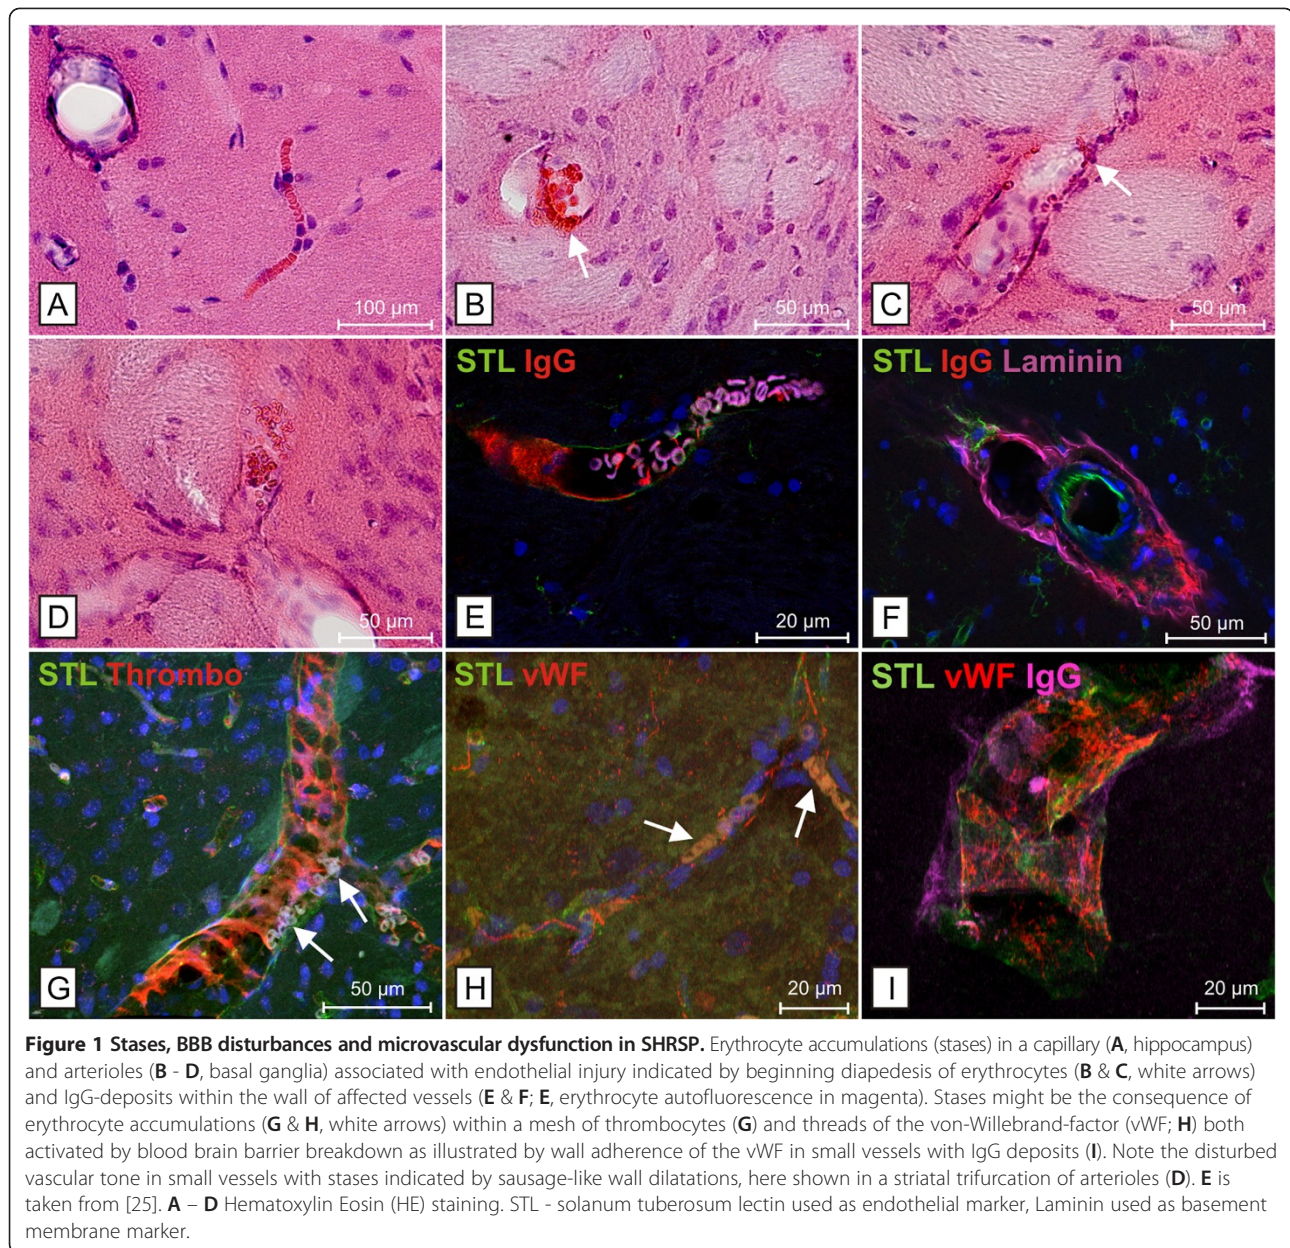 A
100 µm
B
50 µm
C
50 µm
D
50 µm
STL IgG
E
20 µm
STL IgG Laminin
F
50 µm
STL Thrombo
G
50 µm
STL vWF
H
20 µm
STL vWF IgG
I
20 µm
Figure 1 Stases, BBB disturbances and microvascular dysfunction in SHRSP. Erythrocyte accumulations (stases) in a capillary (A, hippocampus)
and arterioles (B - D, basal ganglia) associated with endothelial injury indicated by beginning diapedesis of erythrocytes (B & C, white arrows)
and IgG-deposits within the wall of affected vessels (E & F; E, erythrocyte autofluorescence in magenta). Stases might be the consequence of
erythrocyte accumulations (G & H, white arrows) within a mesh of thrombocytes (G) and threads of the von-Willebrand-factor (vWF; H) both
activated by blood brain barrier breakdown as illustrated by wall adherence of the vWF in small vessels with IgG deposits (I). Note the disturbed
vascular tone in small vessels with stases indicated by sausage-like wall dilatations, here shown in a striatal trifurcation of arterioles (D). E is
taken from [25]. A – D Hematoxylin Eosin (HE) staining. STL - solanum tuberosum lectin used as endothelial marker, Laminin used as basement
membrane marker.